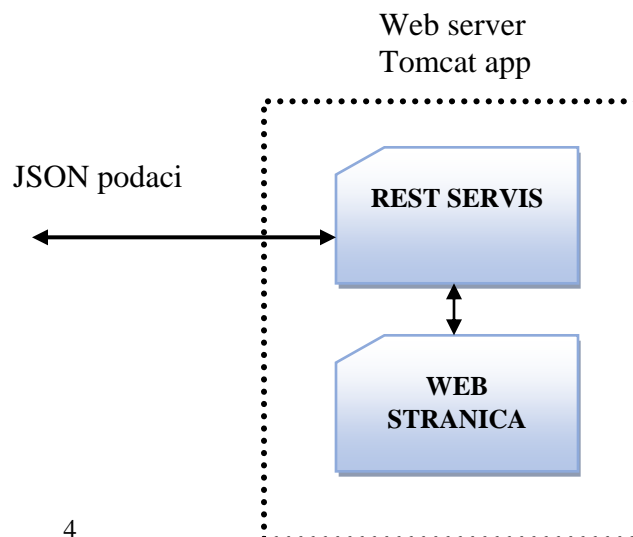 Web server
Tomcat app
JSON podaci
REST SERVIS
WEB
STRANICA
4